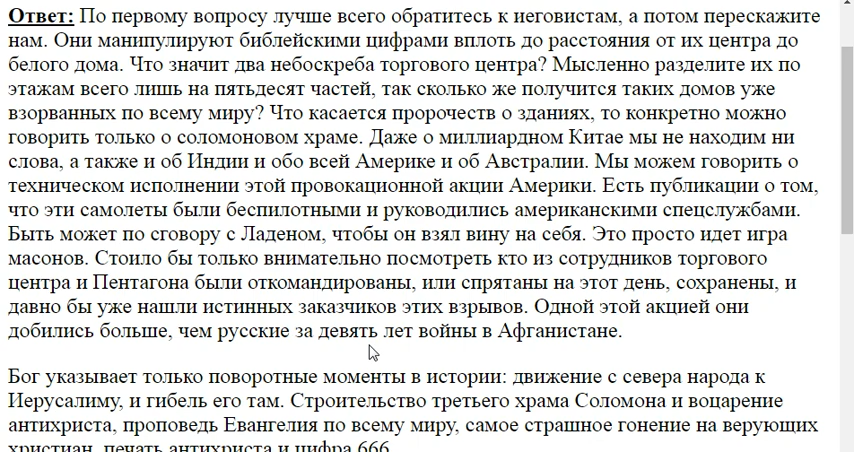 Ответ: По первому вопросу лучше всего обратитесь к иеговистам, а потом перескажите
нам. Они манипулируют библейскими цифрами вплоть до расстояния от их центра до
белого дома. Что значит два небоскреба торгового центра? Мысленно разделите их по
этажам всего лишь на пятьдесят частей, так сколько же получится таких домов уже
взорванных по всему миру? Что касается пророчеств о зданиях, то конкретно можно
говорить только о соломоновом храме. Даже о миллиардном Китае мы не находим ни
слова, а также и об Индии и обо всей Америке и об Австралии. Мы можем говорить о
техническом исполнении этой провокационной акции Америки. Есть публикации о том,
что эти самолеты были беспилотными и руководились американскими спецслужбами.
Быть может по сговору с Ладеном, чтобы он взял вину на себя. Это просто идет игра
масонов. Стоило бы только внимательно посмотреть кто из сотрудников торгового
центра и Пентагона были откомандированы, или спрятаны на этот день, сохранены, и
давно бы уже нашли истинных заказчиков этих взрывов. Одной этой акцией они
добились больше, чем русские за девять лет войны в Афганистане.
Бог указывает только поворотные моменты в истории: движение с севера народа к
Иерусалиму, и гибель его там. Строительство третьего храма Соломона и воцарение
антихриста, проповедь Евангелия по всему миру, самое страшное гонение на верующих
христиан, печать антихриста и цифра 666